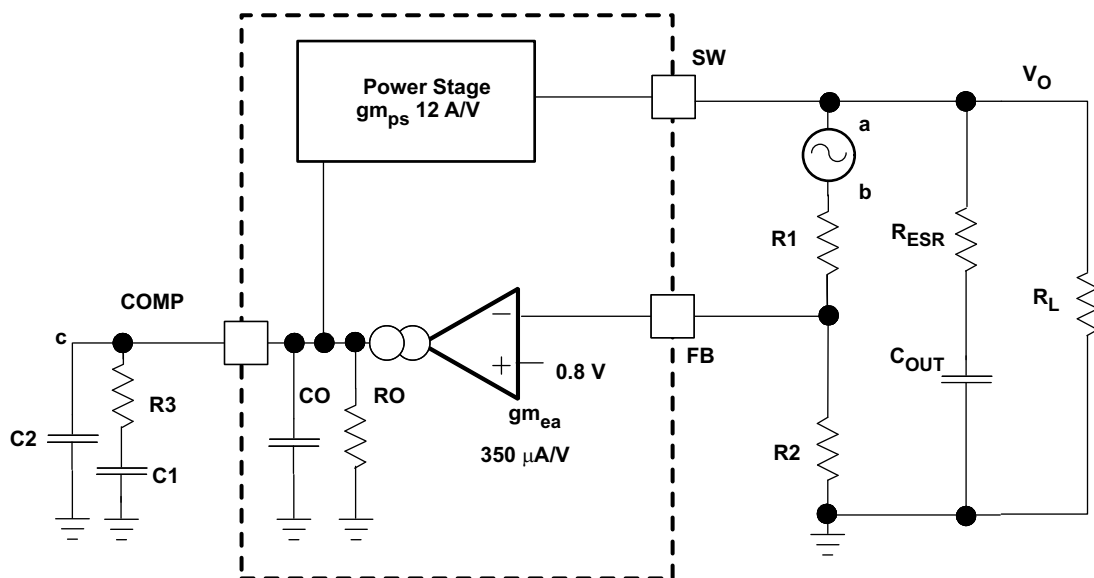 Power Stage
gm_ps 12 A/V
SW
V_O
a
b
R1
R_ESR
R_L
COMP
c
FB
0.8 V
CO
RO
gm_ea
350 μA/V
R3
C2
C1
R2
C_OUT
−
+